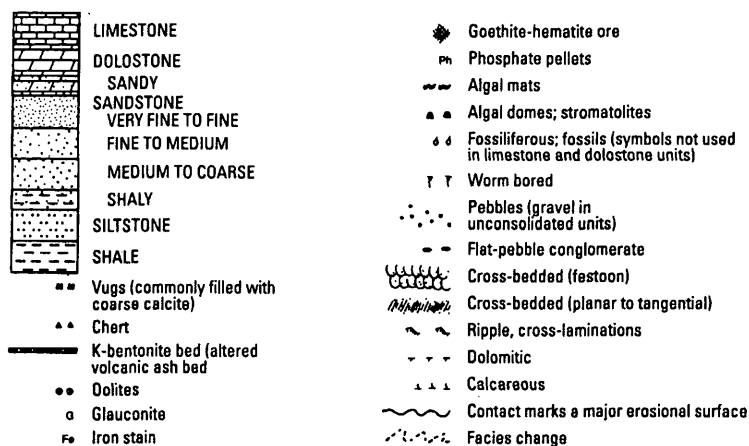 LIMESTONE
DOLOSTONE
SANDY
SANDSTONE
VERY FINE TO FINE
FINE TO MEDIUM
MEDIUM TO COARSE
SHALY
SILTSTONE
SHALE
Vugs (commonly filled with
coarse calcite)
Chert
K-bentonite bed (altered
volcanic ash bed
Oolites
G Glauconite
Fe Iron stain
Goethite-hematite ore
Ph Phosphate pellets
Algal mats
Algal domes; stromatolites
Fossiliferous; fossils (symbols not used
in limestone and dolostone units)
Worm bored
Pebbles (gravel in
unconsolidated units)
Flat-pebble conglomerate
Cross-bedded (festoon)
Cross-bedded (planar to tangential)
Ripple, cross-laminations
Dolomitic
Calcareous
Contact marks a major erosional surface
Facies change